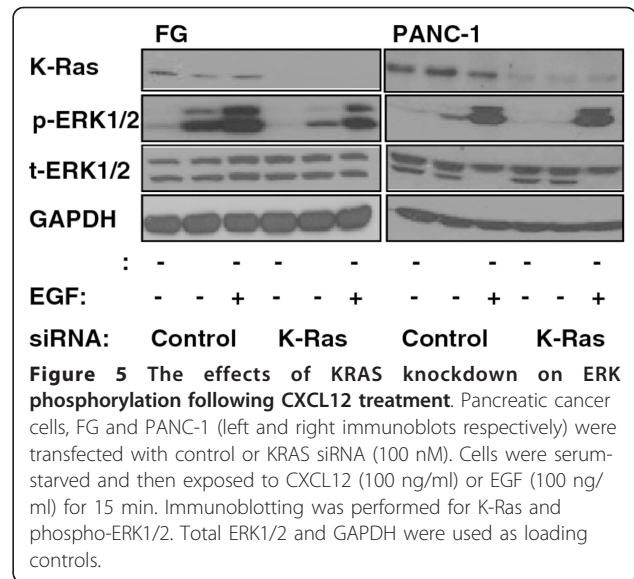 FG PANC-1
K-Ras
p-ERK1/2
t-ERK1/2
GAPDH
: - - - - - - - -
EGF: - - + - - + - - + - - +
siRNA: Control K-Ras Control K-Ras
Figure 5 The effects of KRAS knockdown on ERK
phosphorylation following CXCL12 treatment. Pancreatic cancer
cells, FG and PANC-1 (left and right immunoblots respectively) were
transfected with control or KRAS siRNA (100 nM). Cells were serum-
starved and then exposed to CXCL12 (100 ng/ml) or EGF (100 ng/
ml) for 15 min. Immunoblotting was performed for K-Ras and
phospho-ERK1/2. Total ERK1/2 and GAPDH were used as loading
controls.